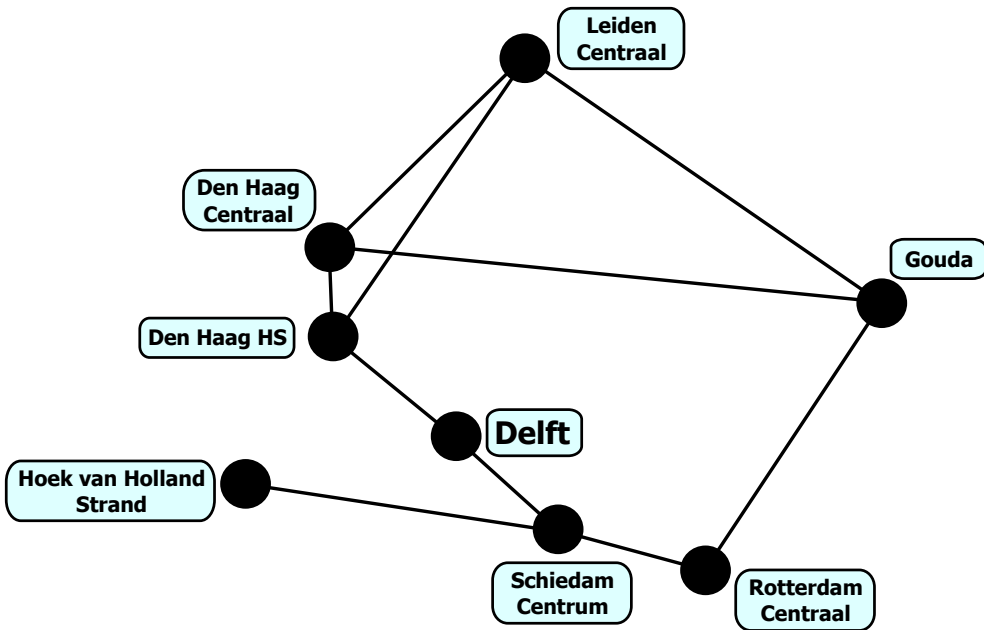 Leiden
Centraal
Den Haag
Centraal
Gouda
Den Haag HS
Delft
Hoek van Holland
Strand
Schiedam
Centrum
Rotterdam
Centraal